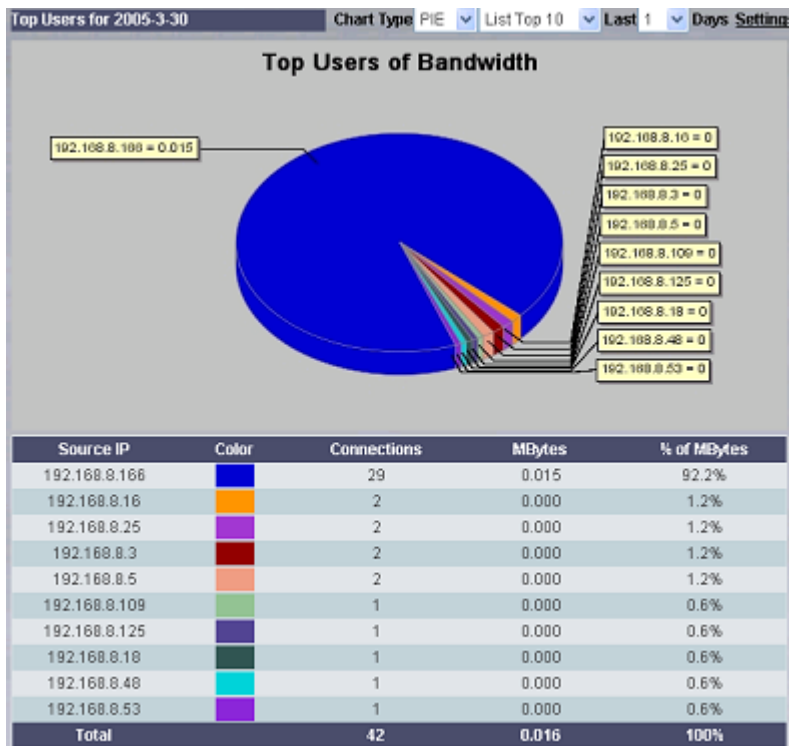 Top Users for 2005-3-30 Chart Type PIE List Top 10 Last 1 Days Setting
Top Users of Bandwidth
192.168.8.166 = 0.015
192.168.8.16 = 0
192.168.8.25 = 0
192.168.8.3 = 0
192.168.8.5 = 0
192.168.8.109 = 0
192.168.8.125 = 0
192.168.8.18 = 0
192.168.8.48 = 0
192.168.8.53 = 0
Source IP Color Connections MBytes % of MBytes
192.168.8.166 29 0.015 92.2%
192.168.8.16 2 0.000 1.2%
192.168.8.25 2 0.000 1.2%
192.168.8.3 2 0.000 1.2%
192.168.8.5 2 0.000 1.2%
192.168.8.109 1 0.000 0.6%
192.168.8.125 1 0.000 0.6%
192.168.8.18 1 0.000 0.6%
192.168.8.48 1 0.000 0.6%
192.168.8.53 1 0.000 0.6%
Total 42 0.016 100%